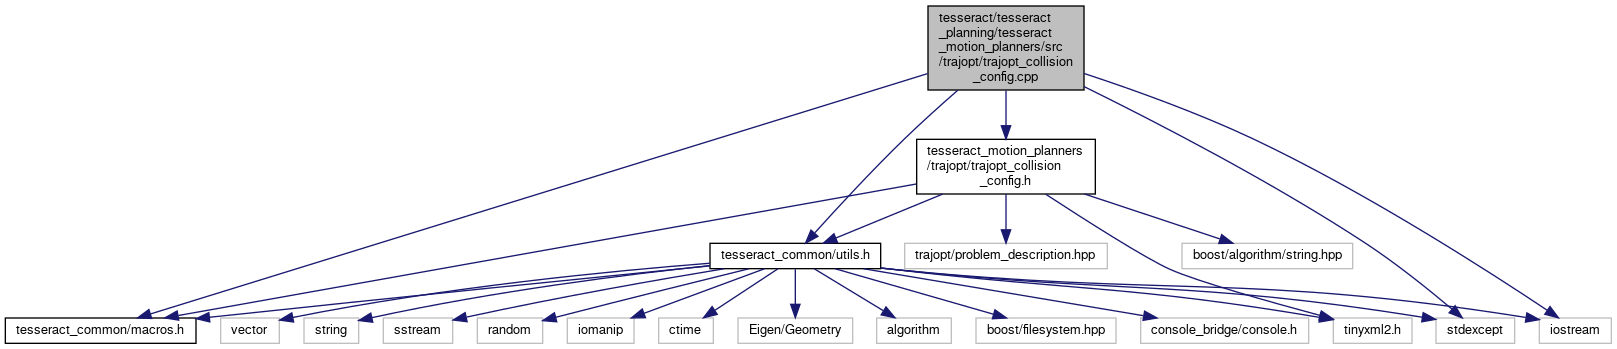 tesseract/tesseract
_planning/tesseract
_motion_planners/src
/trajopt/trajopt_collision
_config.cpp
tesseract_motion_planners
/trajopt/trajopt_collision
_config.h
tesseract_common/utils.h
trajopt/problem_description.hpp
boost/algorithm/string.hpp
tesseract_common/macros.h
vector
string
sstream
random
iomanip
ctime
Eigen/Geometry
algorithm
boost/filesystem.hpp
console_bridge/console.h
tinyxml2.h
stdexcept
iostream